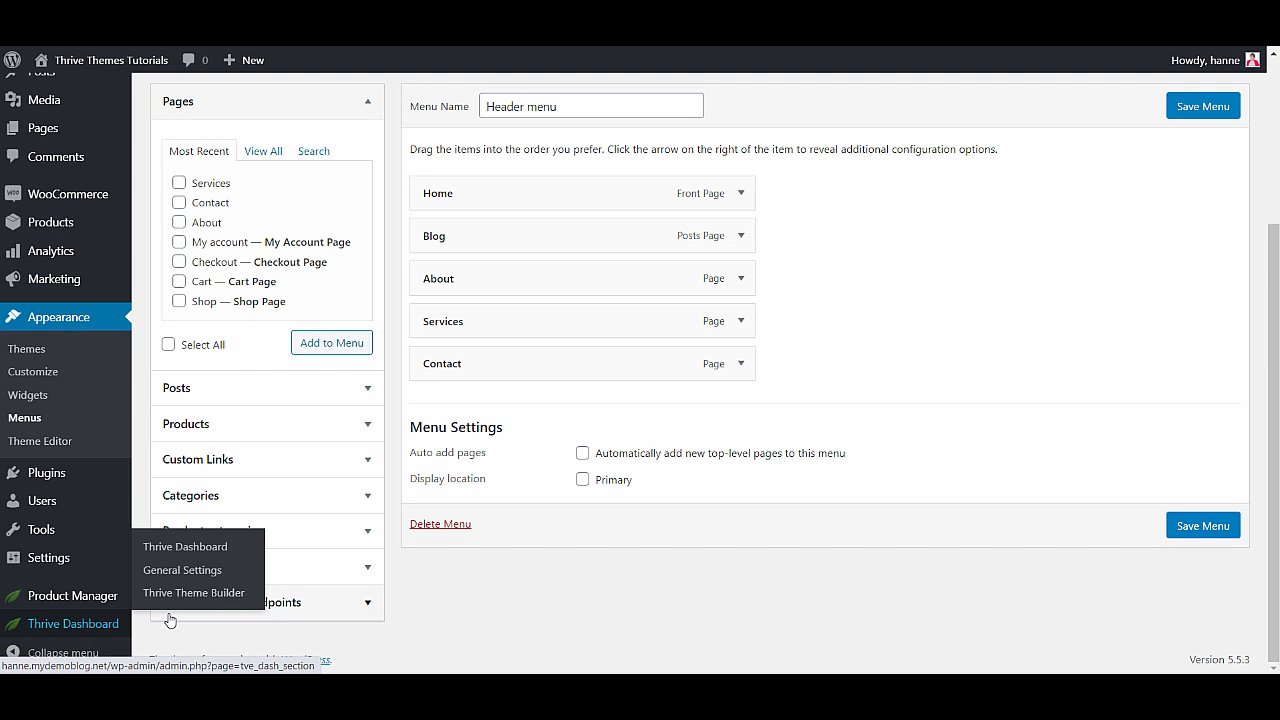 Thrive Themes Tutorials
0
New
Howdy, hanne
Posts
Media
Pages
Comments
WooCommerce
Products
Analytics
Marketing
Appearance
Themes
Customize
Widgets
Menus
Theme Editor
Plugins
Users
Tools
Settings
Product Manager
Thrive Dashboard
Collapse menu
Thrive Dashboard
General Settings
Thrive Theme Builder
Pages
Most Recent
View All
Search
Services
Contact
About
My account — My Account Page
Checkout — Checkout Page
Cart — Cart Page
Shop — Shop Page
Select All
Add to Menu
Posts
Products
Custom Links
Categories
Menu Name
Header menu
Save Menu
Drag the items into the order you prefer. Click the arrow on the right of the item to reveal additional configuration options.
Home Front Page
Blog Posts Page
About Page
Services Page
Contact Page
Menu Settings
Auto add pages
Automatically add new top-level pages to this menu
Display location
Primary
Delete Menu
Save Menu
hanne.mydemoblog.net/wp-admin/admin.php?page=tve_dash_section
Version 5.5.3